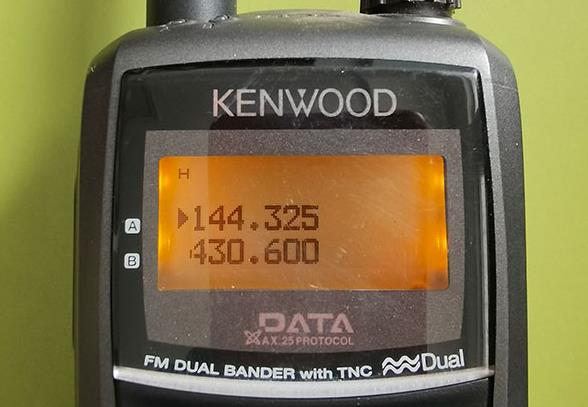 KENWOOD
H
A ▶144.325
B 430.600
DATA
AX.25 PROTOCOL
FM DUAL BANDER with TNC Dual